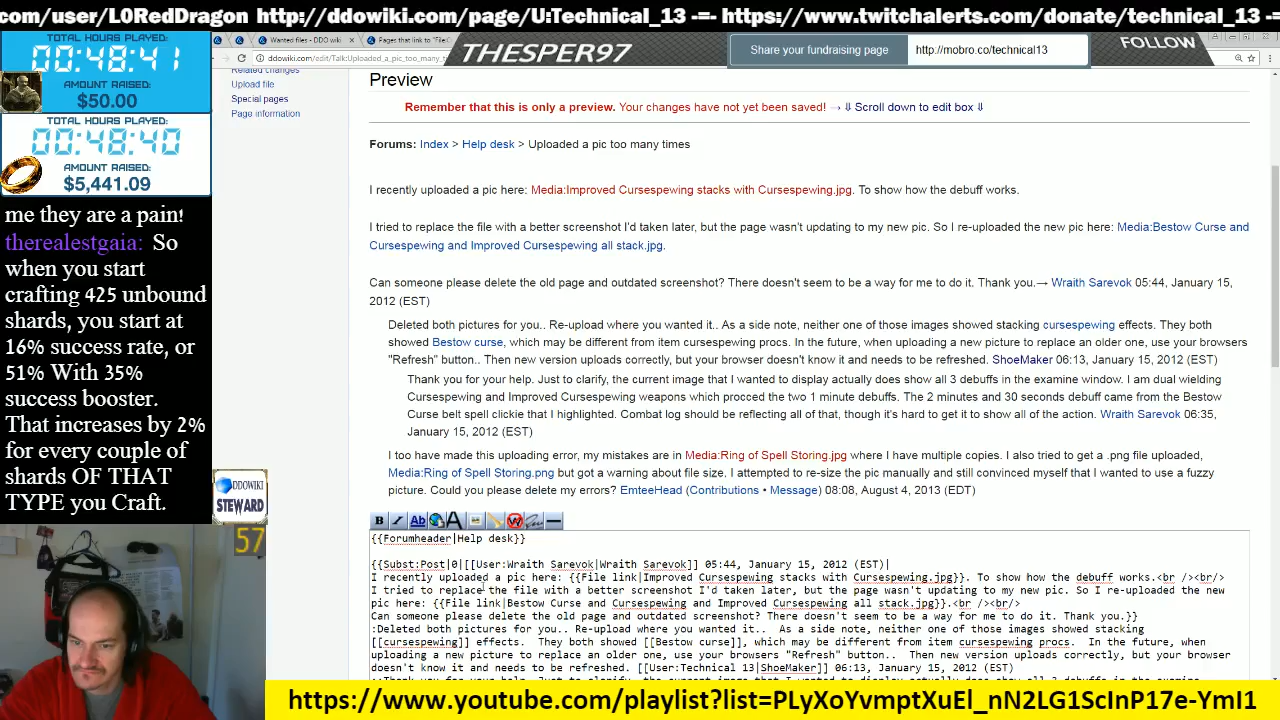 com/user/L0RedDragon http://ddowiki.com/page/U:Technical_13 -=- https://www.twitchalerts.com/donate/technical_13 -=
TOTAL HOURS PLAYED:
00:48:41
AMOUNT RAISED:
$50.00
TOTAL HOURS PLAYED:
00:48:40
AMOUNT RAISED:
$5,441.09
me they are a pain!
therealestgaia: So
when you start
crafting 425 unbound
shards, you start at
16% success rate, or
51% With 35%
success booster.
That increases by 2%
for every couple of
shards OF THAT
TYPE you Craft.
DDOWIKI
STEWARD
57
Wanted files - DDO wiki
Pages that link to "File:
THESPER97
Share your fundraising page
http://mobro.co/technical13
FOLLOW
ddowiki.com/edit/Talk:Uploaded_a_pic_too_many_t
Related changes
Upload file
Special pages
Page information
Preview
Remember that this is only a preview. Your changes have not yet been saved! → ⇓ Scroll down to edit box ⇓
Forums: Index > Help desk > Uploaded a pic too many times
I recently uploaded a pic here: Media:Improved Cursespewing stacks with Cursespewing.jpg. To show how the debuff works.
I tried to replace the file with a better screenshot I'd taken later, but the page wasn't updating to my new pic. So I re-uploaded the new pic here: Media:Bestow Curse and
Cursespewing and Improved Cursespewing all stack.jpg.
Can someone please delete the old page and outdated screenshot? There doesn't seem to be a way for me to do it. Thank you.→ Wraith Sarevok 05:44, January 15,
2012 (EST)
Deleted both pictures for you.. Re-upload where you wanted it.. As a side note, neither one of those images showed stacking cursespewing effects. They both
showed Bestow curse, which may be different from item cursespewing procs. In the future, when uploading a new picture to replace an older one, use your browsers
"Refresh" button.. Then new version uploads correctly, but your browser doesn't know it and needs to be refreshed. ShoeMaker 06:13, January 15, 2012 (EST)
Thank you for your help. Just to clarify, the current image that I wanted to display actually does show all 3 debuffs in the examine window. I am dual wielding
Cursespewing and Improved Cursespewing weapons which procced the two 1 minute debuffs. The 2 minutes and 30 seconds debuff came from the Bestow
Curse belt spell clickie that I highlighted. Combat log should be reflecting all of that, though it's hard to get it to show all of the action. Wraith Sarevok 06:35,
January 15, 2012 (EST)
I too have made this uploading error, my mistakes are in Media:Ring of Spell Storing.jpg where I have multiple copies. I also tried to get a .png file uploaded,
Media:Ring of Spell Storing.png but got a warning about file size, I attempted to re-size the pic manually and still convinced myself that I wanted to use a fuzzy
picture. Could you please delete my errors? EmteeHead (Contributions • Message) 08:08, August 4, 2013 (EDT)
B I Ab A
{{Forumheader|Help desk}}
{{Subst:Post|0|[[User:Wraith Sarevok|Wraith Sarevok]] 05:44, January 15, 2012 (EST)|
I recently uploaded a pic here: {{File link|Improved Cursespewing stacks with Cursespewing.jpg}}. To show how the debuff works.<br /><br/>
I tried to replace the file with a better screenshot I'd taken later, but the page wasn't updating to my new pic. So I re-uploaded the new
pic here: {{File link|Bestow Curse and Cursespewing and Improved Cursespewing all stack.jpg}}.<br /><br/>
Can someone please delete the old page and outdated screenshot? There doesn't seem to be a way for me to do it. Thank you.}}
:Deleted both pictures for you.. Re-upload where you wanted it.. As a side note, neither one of those images showed stacking
[[cursespewing]] effects. They both showed [[Bestow curse]], which may be different from item cursespewing procs. In the future, when
uploading a new picture to replace an older one, use your browsers "Refresh" button.. Then new version uploads correctly, but your browser
doesn't know it and needs to be refreshed. [[User:Technical 13|ShoeMaker]] 06:13, January 15, 2012 (EST)
https://www.youtube.com/playlist?list=PLyXoYvmptXuEl_nN2LG1ScInP17e-YmI1